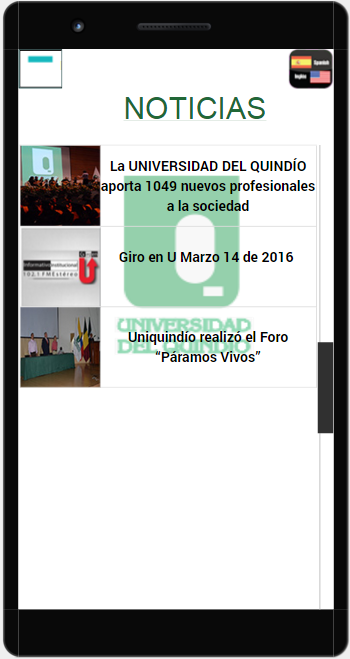 Spanish
Inglés
NOTICIAS
La UNIVERSIDAD DEL QUINDÍO
aporta 1049 nuevos profesionales
a la sociedad
Giro en U Marzo 14 de 2016
Informativo Institucional
102.1 FM Estéreo
Uniquindío realizó el Foro
“Páramos Vivos”
UNIVERSIDAD
DEL QUINDÍO